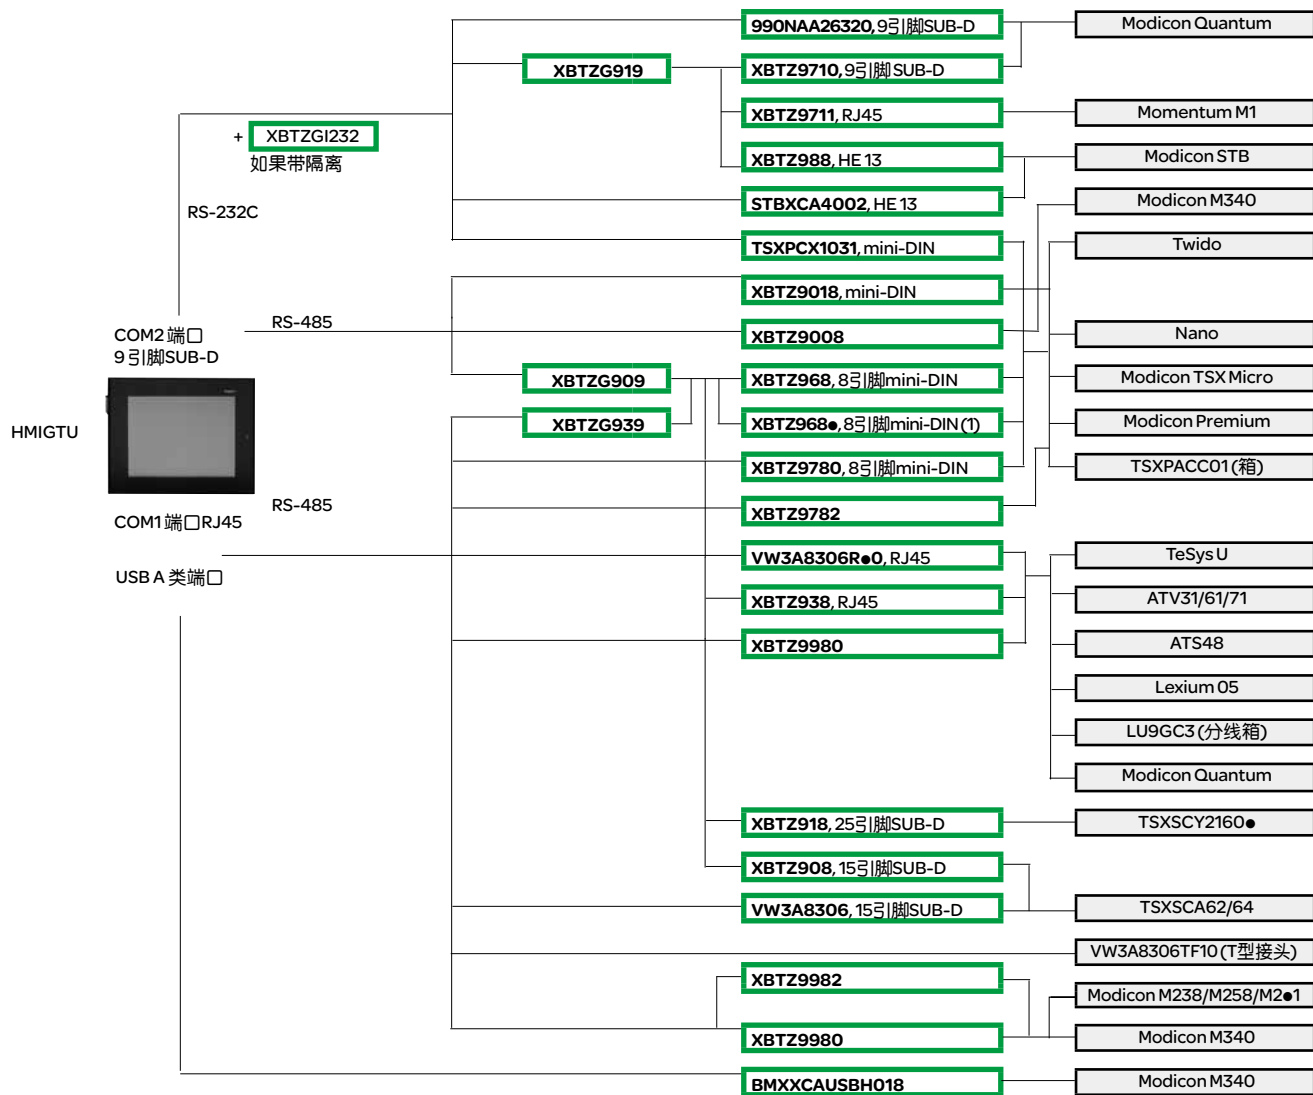 990NAA26320, 9引脚SUB-D
Modicon Quantum
XBTZG919
XBTZ9710, 9引脚 SUB-D
XBTZ9711, RJ45
Momentum M1
+ XBTZGI232
如果带隔离
XBTZ988, HE 13
Modicon STB
RS-232C
STBXCA4002, HE 13
Modicon M340
TSXPCX1031, mini-DIN
Twido
XBTZ9018, mini-DIN
COM2 端口
9 引脚SUB-D
RS-485
XBTZ9008
Nano
XBTZG909
XBTZ968, 8引脚mini-DIN
Modicon TSX Micro
HMIGTU
XBTZG939
XBTZ968●, 8引脚mini-DIN (1)
Modicon Premium
XBTZ9780, 8引脚mini-DIN
TSXPACC01 (箱)
RS-485
COM1 端口RJ45
XBTZ9782
USB A 类端口
VW3A8306R●0, RJ45
TeSys U
XBTZ938, RJ45
ATV31/61/71
XBTZ9980
ATS48
Lexium 05
LU9GC3 (分线箱)
Modicon Quantum
XBTZ918, 25引脚SUB-D
TSXSCY2160●
XBTZ908, 15引脚SUB-D
VW3A8306, 15引脚SUB-D
TSXSCA62/64
VW3A8306TF10 (T型接头)
XBTZ9982
Modicon M238/M258/M2●1
XBTZ9980
Modicon M340
BMXXCAUSBH018
Modicon M340